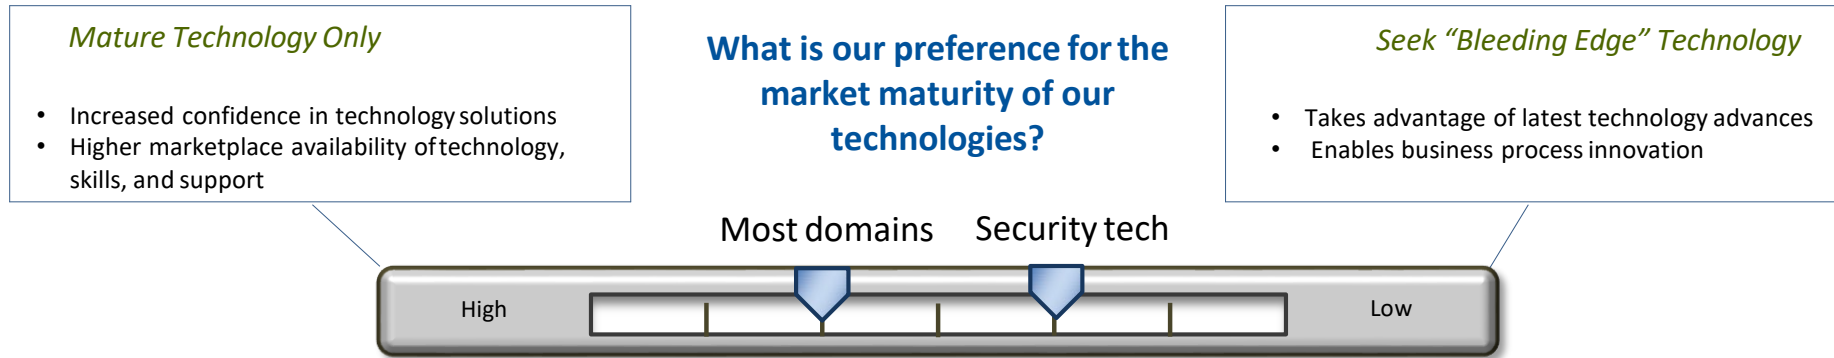 Mature Technology Only
• Increased confidence in technology solutions
• Higher marketplace availability of technology,
skills, and support
What is our preference for the
market maturity of our
technologies?
Seek “Bleeding Edge” Technology
• Takes advantage of latest technology advances
• Enables business process innovation
Most domains
Security tech
High
Low